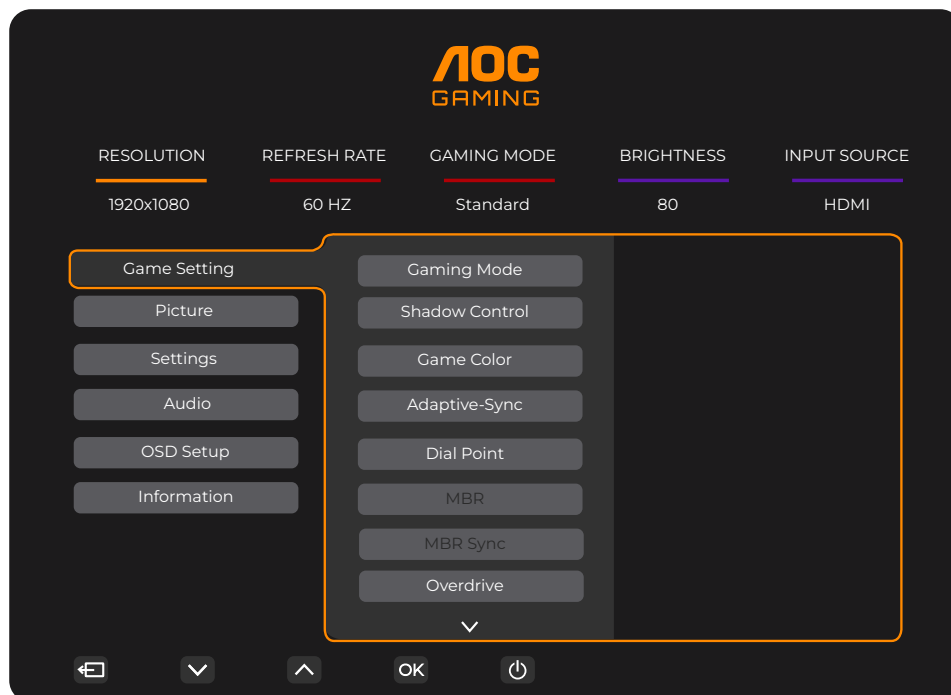 AOC
GAMING
RESOLUTION REFRESH RATE GAMING MODE BRIGHTNESS INPUT SOURCE
1920x1080 60 HZ Standard 80 HDMI
Game Setting
Picture
Settings
Audio
OSD Setup
Information
Gaming Mode
Shadow Control
Game Color
Adaptive-Sync
Dial Point
MBR
MBR Sync
Overdrive
OK